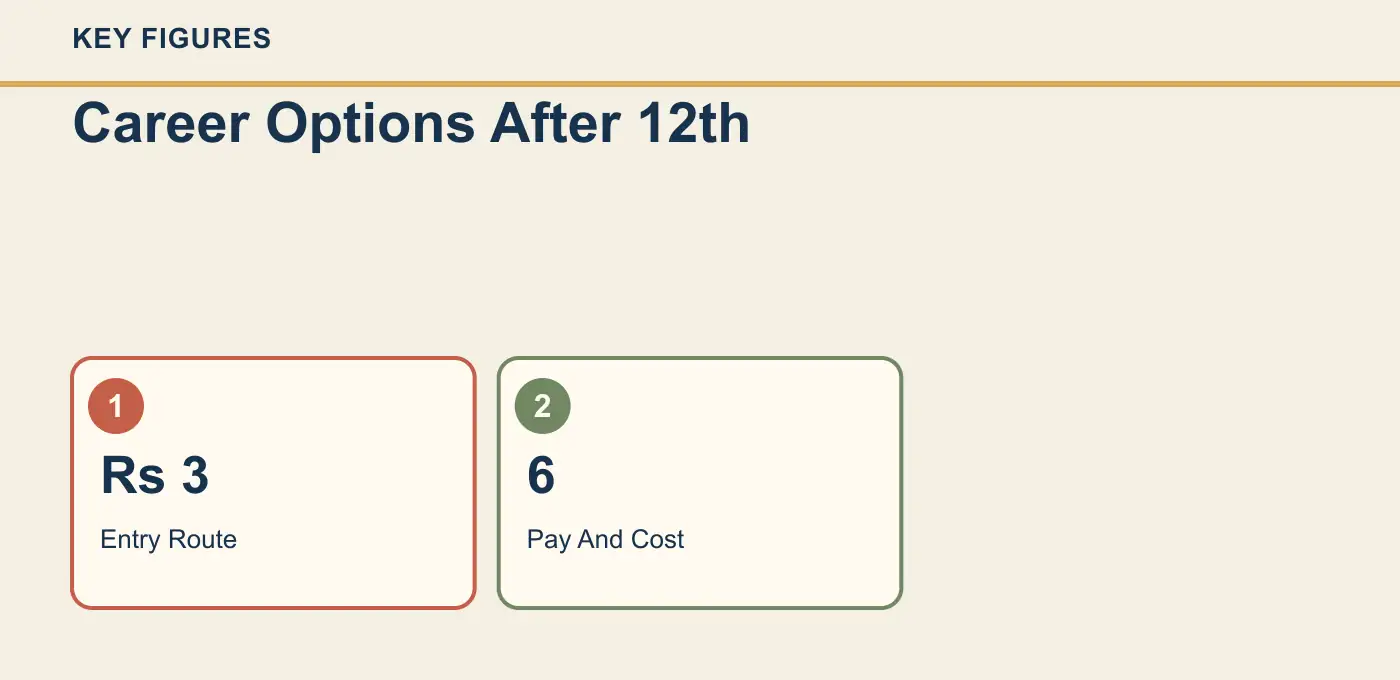 KEY FIGURES
Career Options After 12th
1
Rs 3
Entry Route
2
6
Pay And Cost